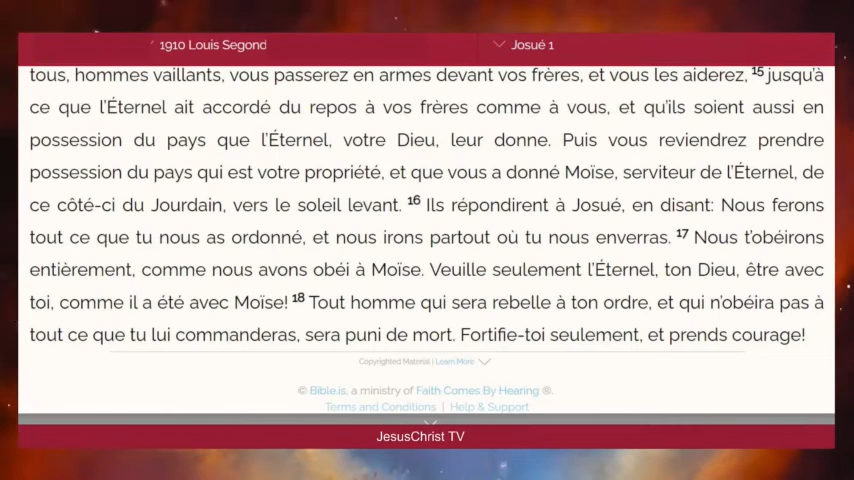 1910 Louis Segond
Josué 1
tous, hommes vaillants, vous passerez en armes devant vos frères, et vous les aiderez, 15 jusqu'à
ce que l'Éternel ait accordé du repos à vos frères comme à vous, et qu'ils soient aussi en
possession du pays que l'Éternel, votre Dieu, leur donne. Puis vous reviendrez prendre
possession du pays qui est votre propriété, et que vous a donné Moïse, serviteur de l'Éternel, de
ce côté-ci du Jourdain, vers le soleil levant. 16 Ils répondirent à Josué, en disant: Nous ferons
tout ce que tu nous as ordonné, et nous irons partout où tu nous enverras. 17 Nous t'obéirons
entièrement, comme nous avons obéi à Moïse. Veuille seulement l'Éternel, ton Dieu, être avec
toi, comme il a été avec Moïse! 18 Tout homme qui sera rebelle à ton ordre, et qui n'obéira pas à
tout ce que tu lui commanderas, sera puni de mort. Fortifie-toi seulement, et prends courage!
Copyrighted Material | Learn More
© Bible.is, a ministry of Faith Comes By Hearing ®.
Terms and Conditions | Help & Support
JesusChrist TV